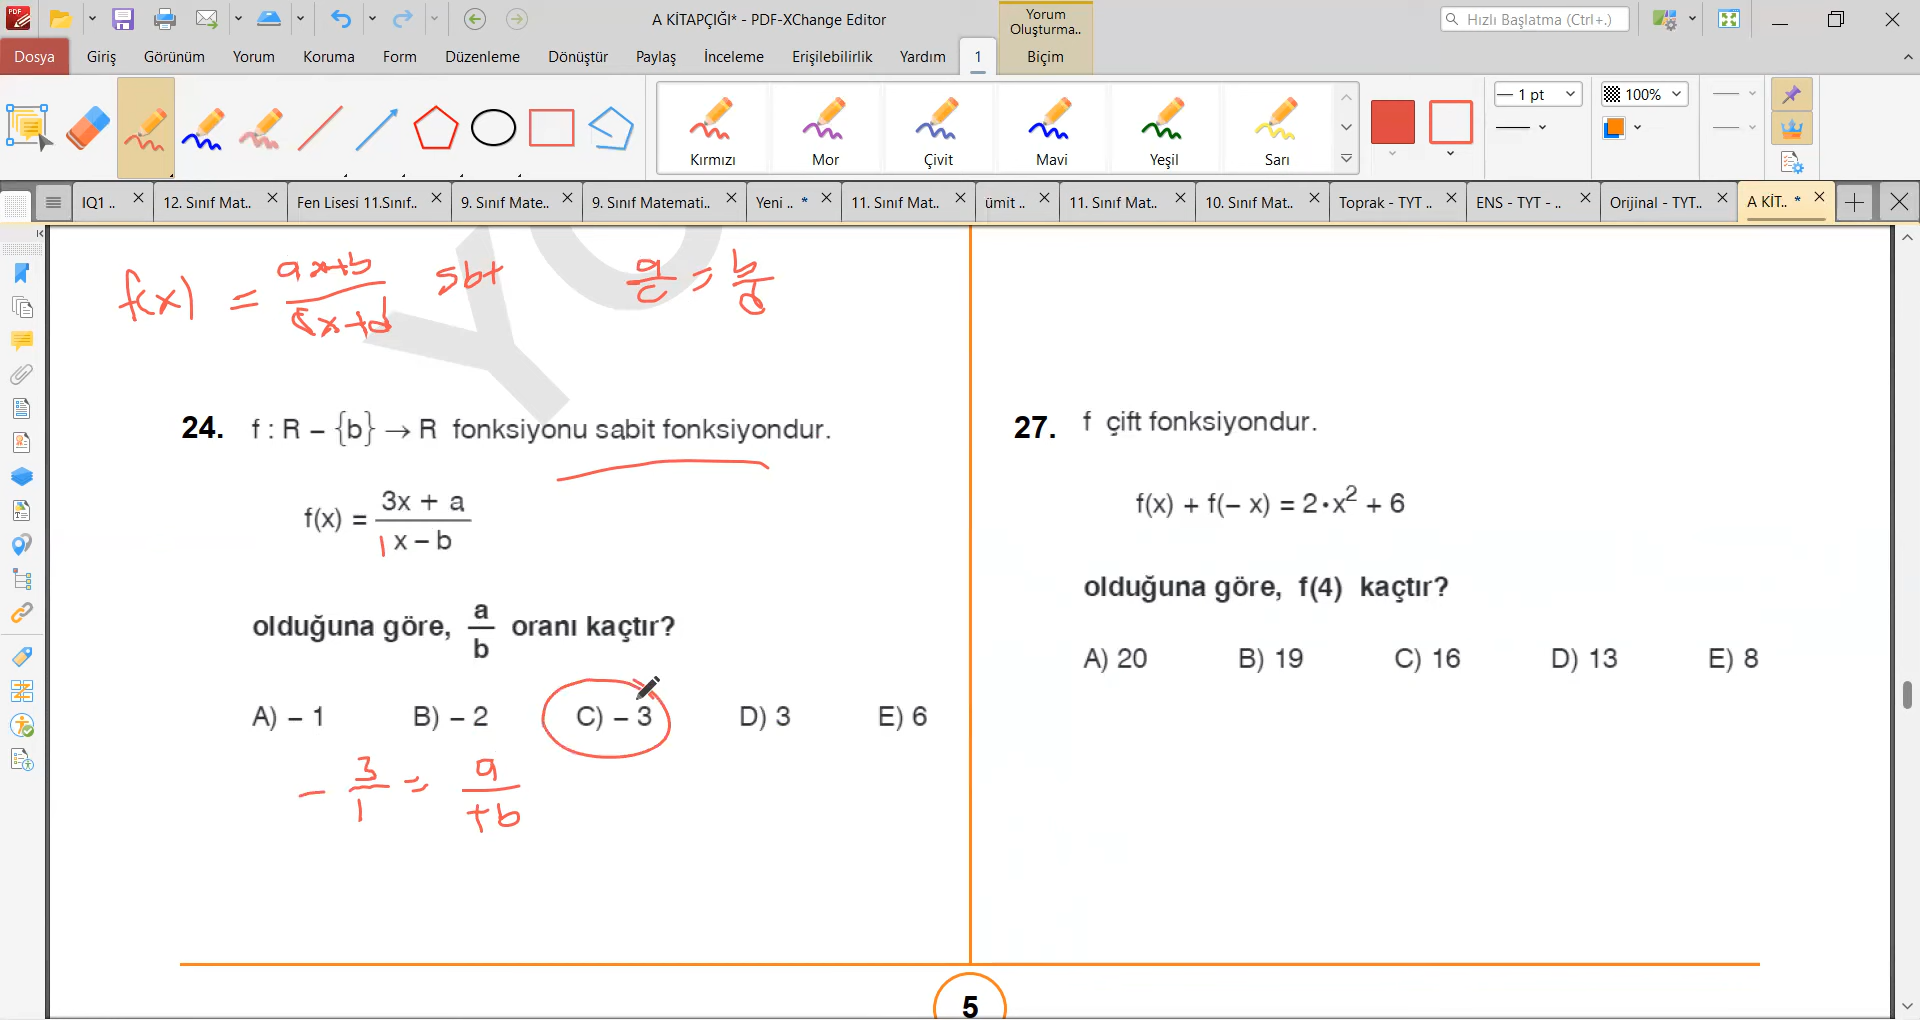 A KİTAPÇIĞI* - PDF-XChange Editor
Yorum Oluşturma..
Hızlı Başlatma (Ctrl+.)
Dosya Giriş Görünüm Yorum Koruma Form Düzenleme Dönüştür Paylaş İnceleme Erişilebilirlik Yardım 1 Biçim
1 pt 100%
Kırmızı Mor Çivit Mavi Yeşil Sarı
IQ1 .. 12. Sınıf Mat.. Fen Lisesi 11.Sınıf.. 9. Sınıf Mate.. 9. Sınıf Matemati.. Yeni .. * 11. Sınıf Mat.. ümit .. 11. Sınıf Mat.. 10. Sınıf Mat.. Toprak - TYT .. ENS - TYT - .. Orijinal - TYT.. A KİT.. *
YO
f(x) = ax+b / cx+d sbt a/c = b/d
24. f : R – {b} → R fonksiyonu sabit fonksiyondur.
f(x) = 3x + a / 1 x – b
olduğuna göre, a/b oranı kaçtır?
A) – 1 B) – 2 C) – 3 D) 3 E) 6
- 3/1 = a/+b
27. f çift fonksiyondur.
f(x) + f(– x) = 2·x² + 6
olduğuna göre, f(4) kaçtır?
A) 20 B) 19 C) 16 D) 13 E) 8
5